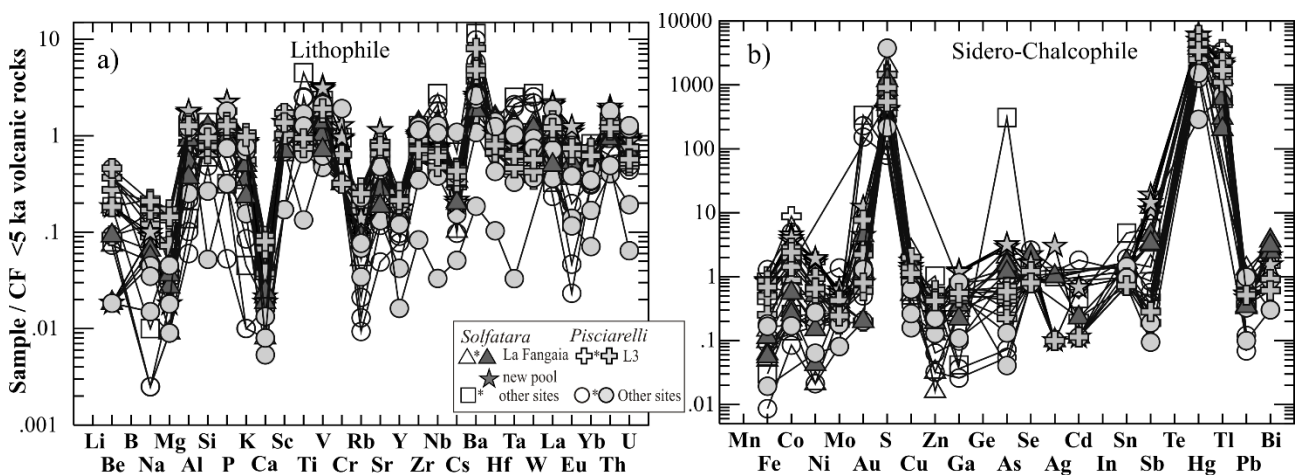 Sample / CF <5 ka volcanic rocks
10
1
.1
.01
.001
a)
Lithophile
Solfatara
Pisciarelli
* La Fangaia
* L3
new pool
* other sites
* Other sites
Li B Mg Si K Sc V Rb Y Nb Ba Ta La Yb U
Be Na Al P Ca Ti Cr Sr Zr Cs Hf W Eu Th
10000
1000
100
10
1
.1
.01
b)
Sidero-Chalcophile
Mn Co Mo S Zn Ge Se Cd Sn Te Tl Bi
Fe Ni Au Cu Ga As Ag In Sb Hg Pb